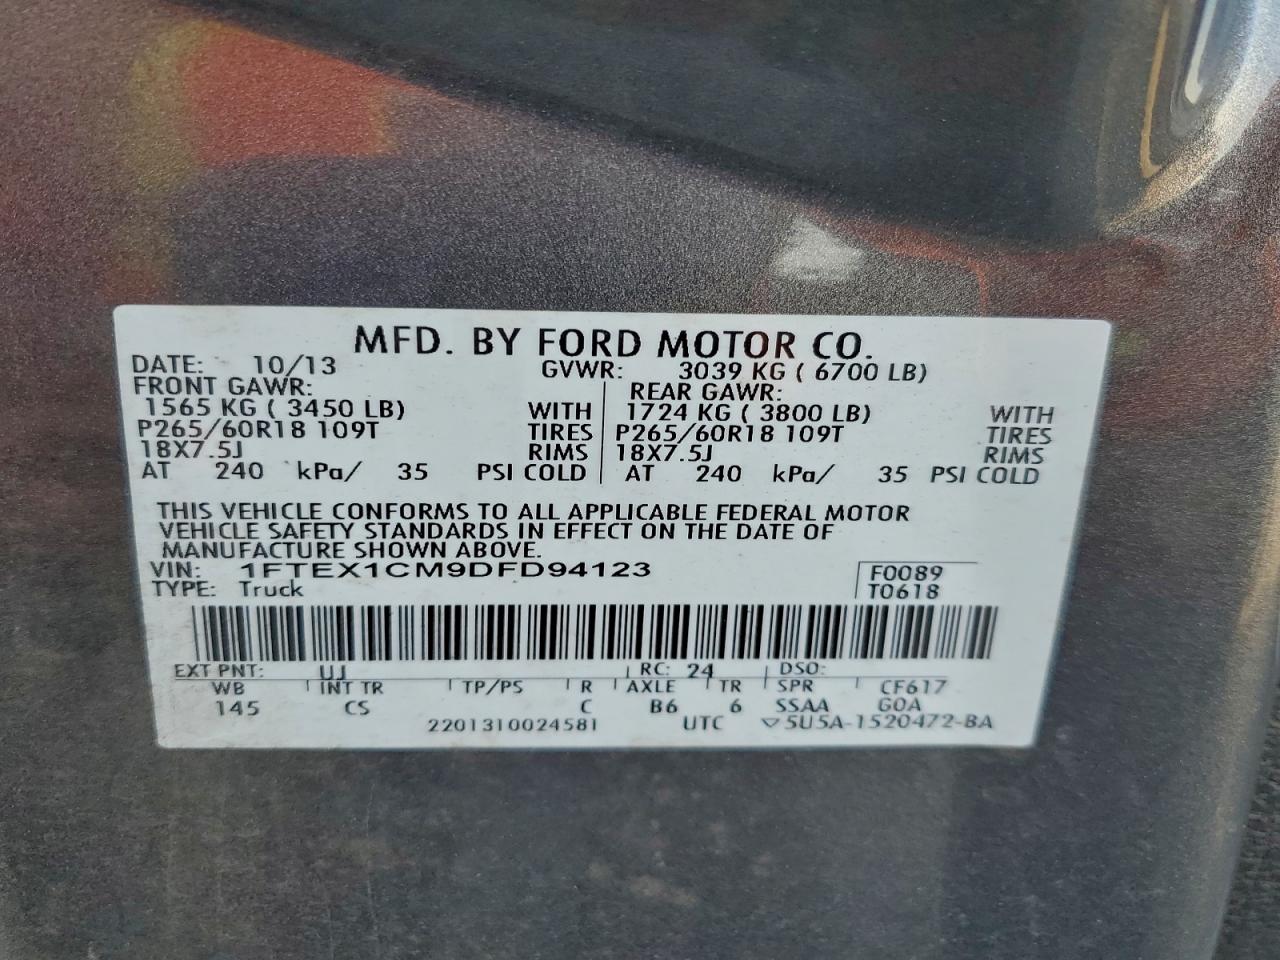 MFD. BY FORD MOTOR CO.
DATE: 10/13 GVWR: 3039 KG ( 6700 LB)
FRONT GAWR: REAR GAWR:
1565 KG ( 3450 LB) WITH 1724 KG ( 3800 LB) WITH
P265/60R18 109T TIRES P265/60R18 109T TIRES
18X7.5J RIMS 18X7.5J RIMS
AT 240 kPa/ 35 PSI COLD AT 240 kPa/ 35 PSI COLD
THIS VEHICLE CONFORMS TO ALL APPLICABLE FEDERAL MOTOR
VEHICLE SAFETY STANDARDS IN EFFECT ON THE DATE OF
MANUFACTURE SHOWN ABOVE.
VIN: 1FTEX1CM9DFD94123 F0089
TYPE: Truck T0618
EXT PNT: UJ RC: 24 DSO:
WB INT TR TP/PS R AXLE TR SPR CF617
145 CS C B6 6 SSAA GOA
2201310024581 UTC ▽5U5A-1520472-BA